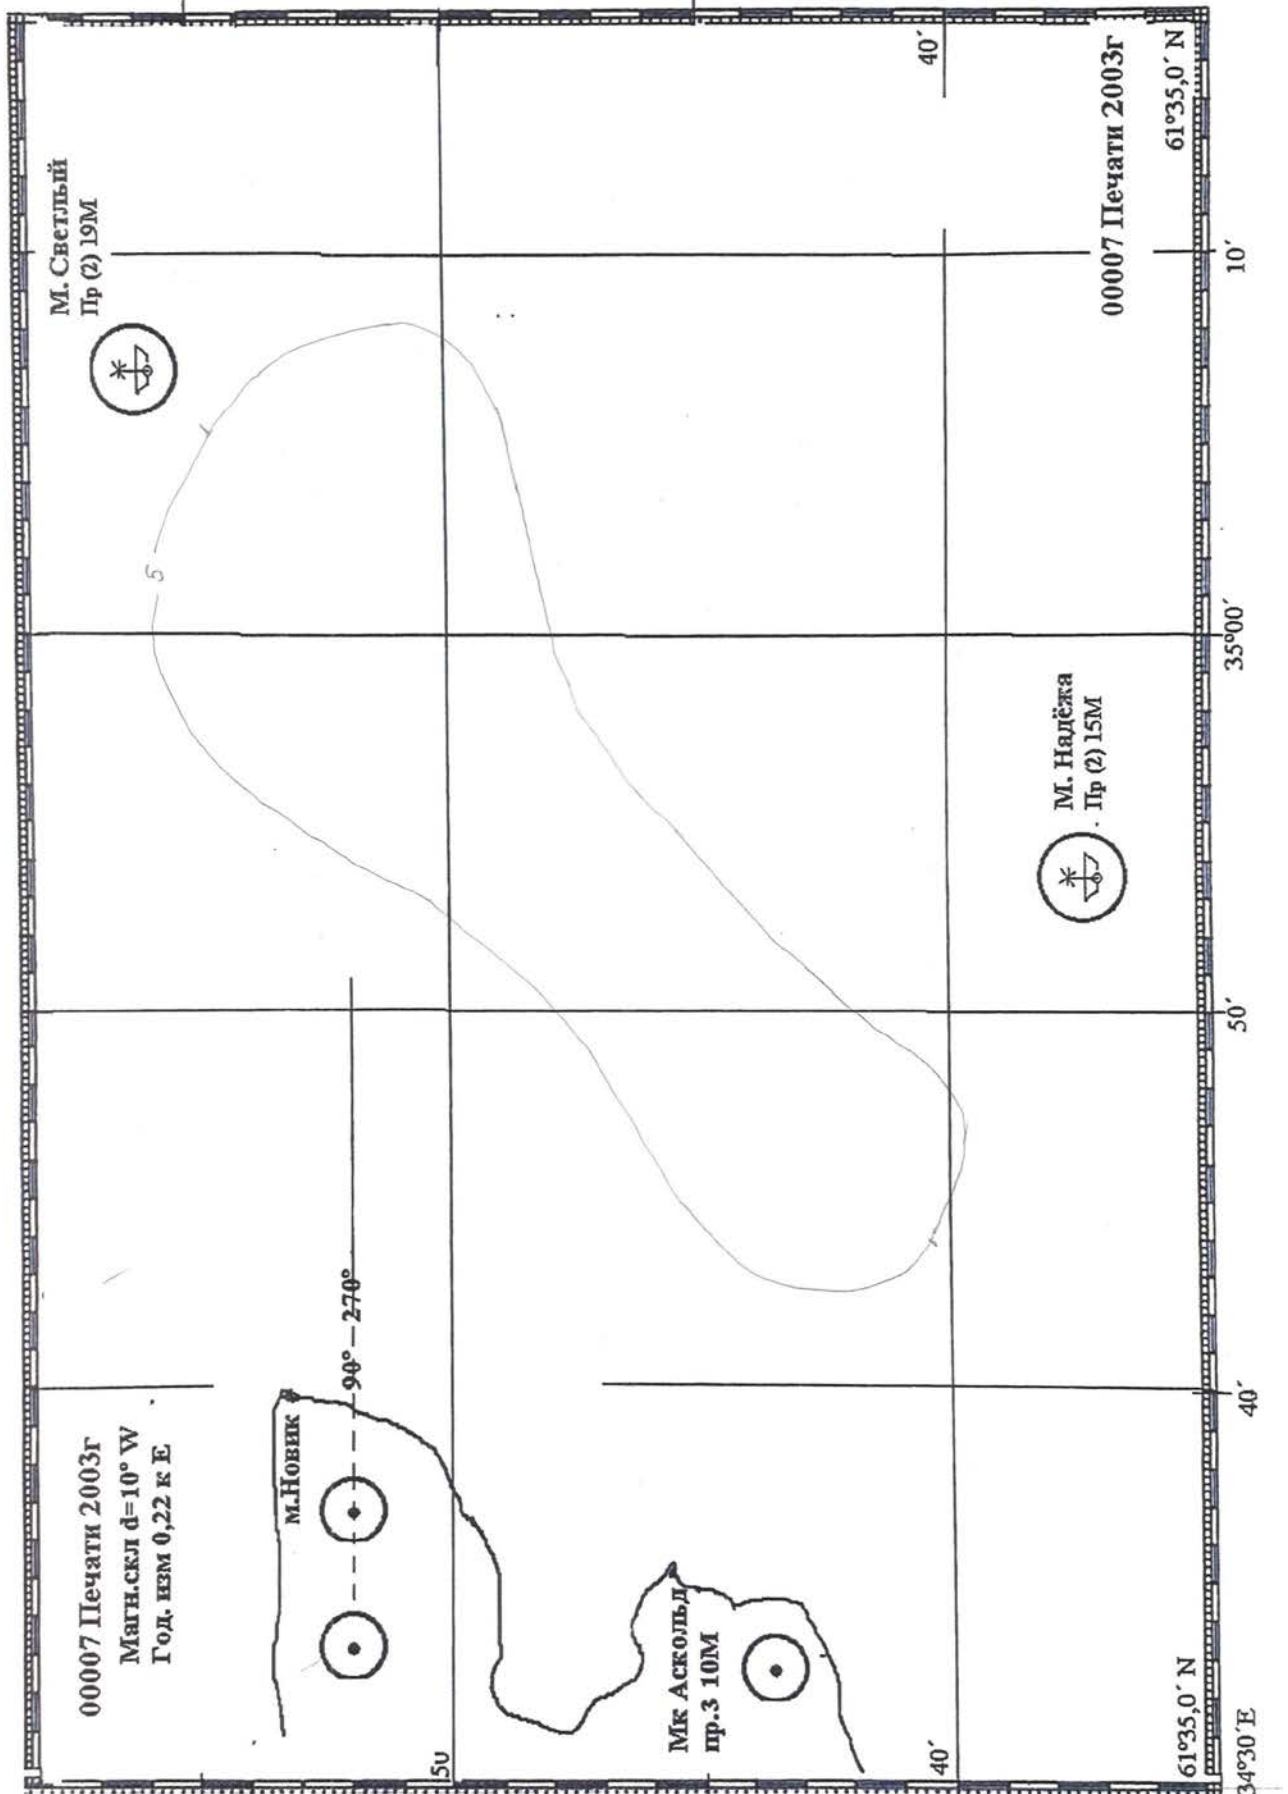 00007 Печати 2003г
Магн.скл d=10° W
Год. изм 0,22 к Е
м.Новик
90° — 270°
50
Мк Аскольд
пр.3 10М
40′
61°35,0′ N
34°30′E
40′
50′
35°00′
10′
М. Светлый
Пр (2) 19М
5
М. Надёжа
Пр (2) 15М
40′
00007 Печати 2003г
61°35,0′ N